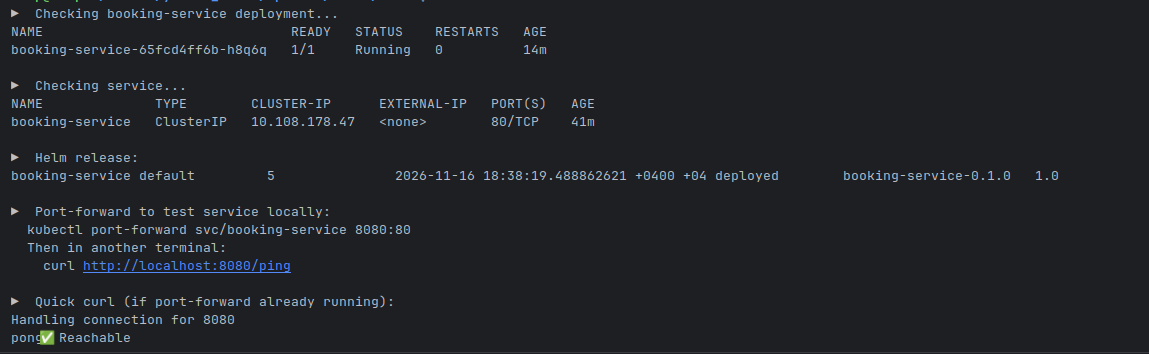 ▶ Checking booking-service deployment...
NAME READY STATUS RESTARTS AGE
booking-service-65fcd4ff6b-h8q6q 1/1 Running 0 14m
▶ Checking service...
NAME TYPE CLUSTER-IP EXTERNAL-IP PORT(S) AGE
booking-service ClusterIP 10.108.178.47 <none> 80/TCP 41m
▶ Helm release:
booking-service default 5 2026-11-16 18:38:19.488862621 +0400 +04 deployed booking-service-0.1.0 1.0
▶ Port-forward to test service locally:
kubectl port-forward svc/booking-service 8080:80
Then in another terminal:
curl http://localhost:8080/ping
▶ Quick curl (if port-forward already running):
Handling connection for 8080
pong✅ Reachable